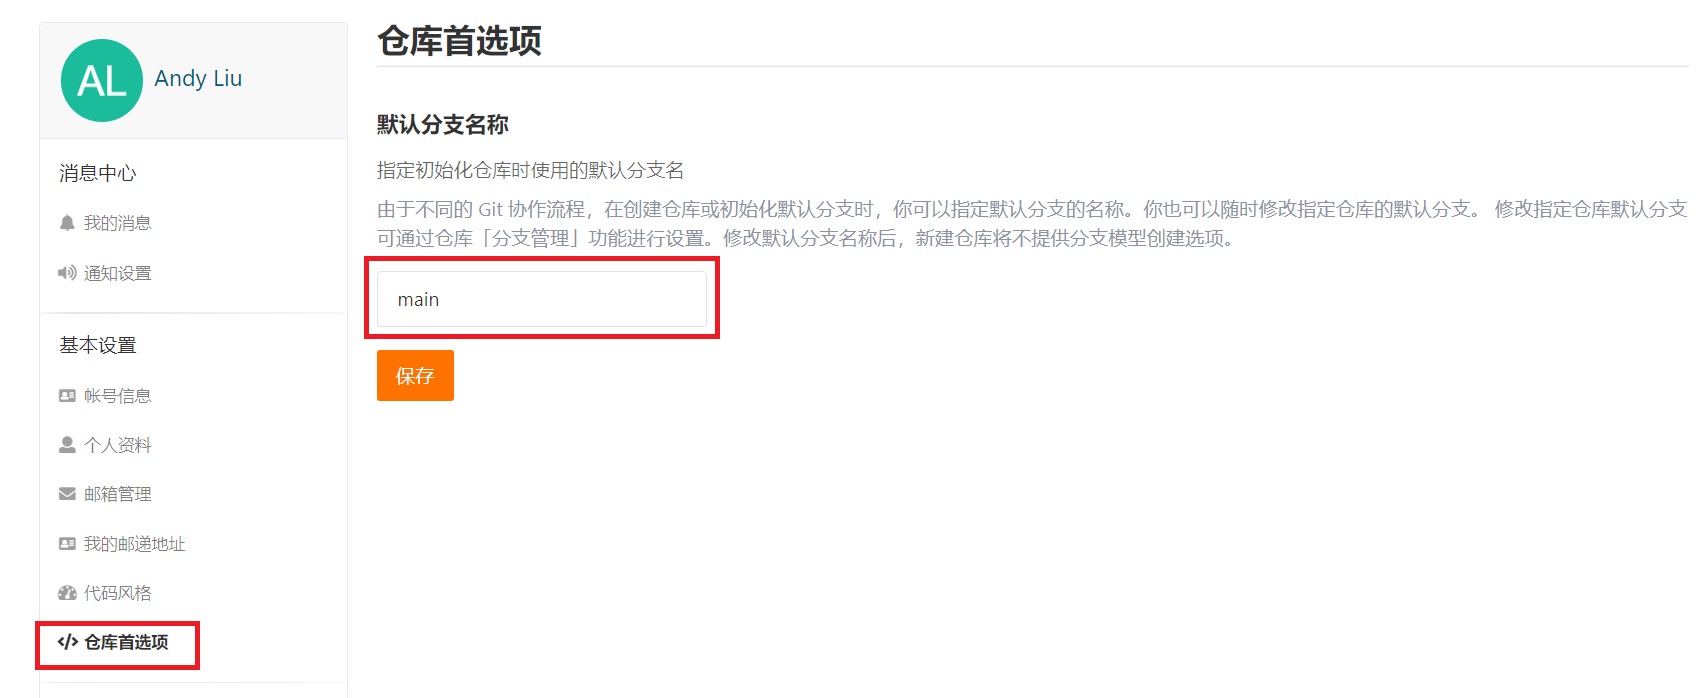 AL
Andy Liu
消息中心
我的消息
通知设置
基本设置
帐号信息
个人资料
邮箱管理
我的邮递地址
代码风格
</> 仓库首选项
仓库首选项
默认分支名称
指定初始化仓库时使用的默认分支名
由于不同的 Git 协作流程，在创建仓库或初始化默认分支时，你可以指定默认分支的名称。你也可以随时修改指定仓库的默认分支。 修改指定仓库默认分支
可通过仓库「分支管理」功能进行设置。修改默认分支名称后，新建仓库将不提供分支模型创建选项。
main
保存